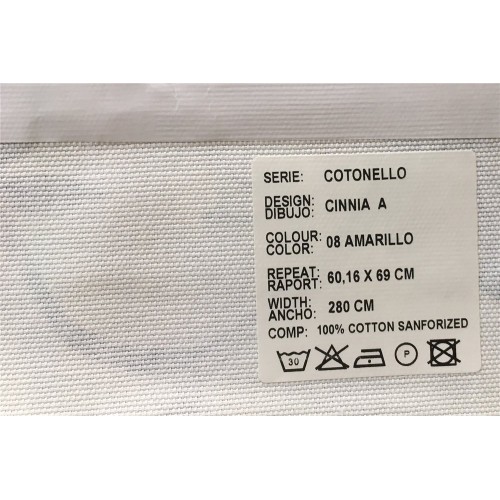 SERIE: COTONELLO
DESIGN:
DIBUJO: CINNIA A
COLOUR:
COLOR: 08 AMARILLO
REPEAT:
RAPORT: 60,16 X 69 CM
WIDTH:
ANCHO: 280 CM
COMP: 100% COTTON SANFORIZED
30 P